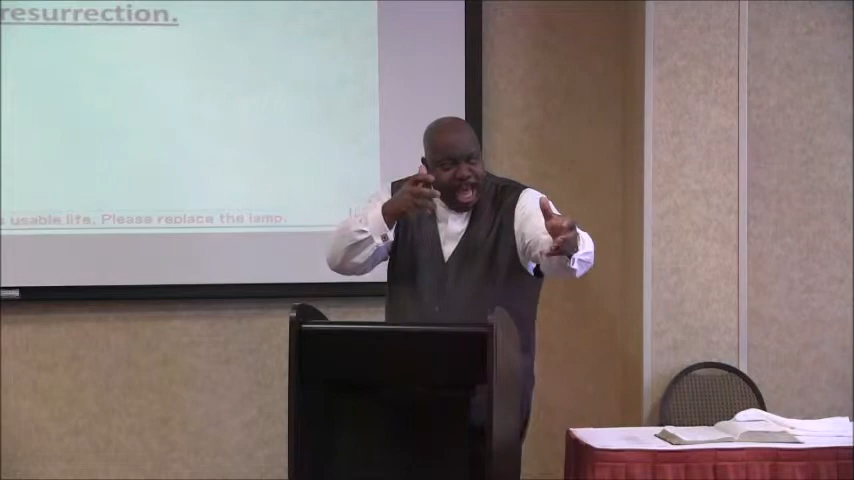 resurrection.
s usable life, Please replace the lamp.